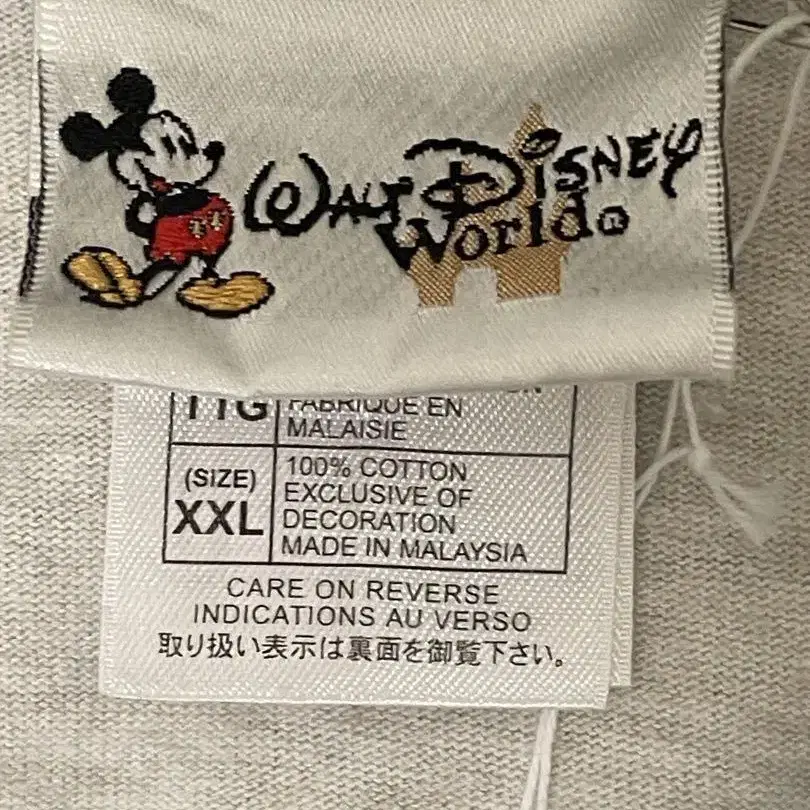 WALT DISNEY
World®
TTG
FABRIQUÉ EN
MALAISIE
(SIZE)
XXL
100% COTTON
EXCLUSIVE OF
DECORATION
MADE IN MALAYSIA
CARE ON REVERSE
INDICATIONS AU VERSO
取り扱い表示は裏面を御覧下さい。